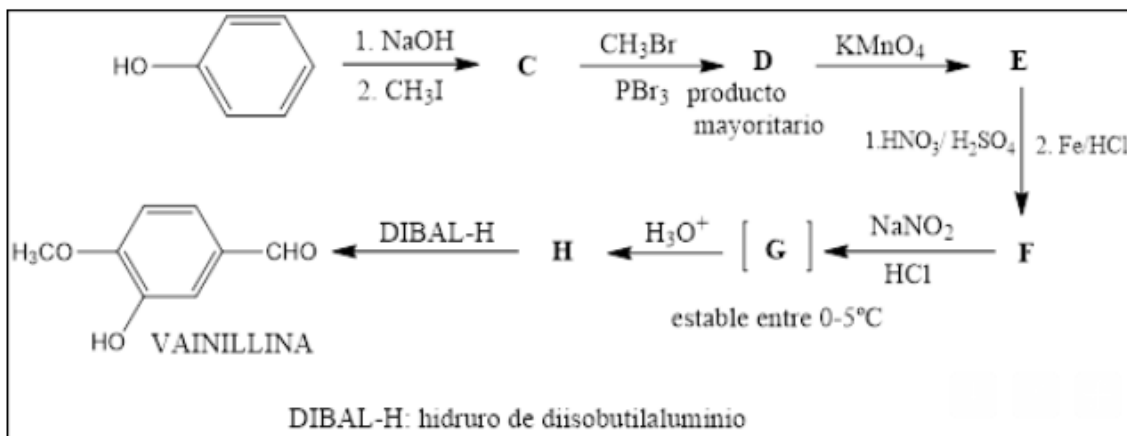 HO
1. NaOH
2. CH3I
C
CH3Br
PBr3
D
producto
mayoritario
KMnO4
E
1.HNO3/ H2SO4
2. Fe/HCl
F
NaNO2
HCl
[ G ]
estable entre 0-5ºC
H3O+
H
DIBAL-H
H3CO
CHO
HO
VAINILLINA
DIBAL-H: hidruro de diisobutilaluminio